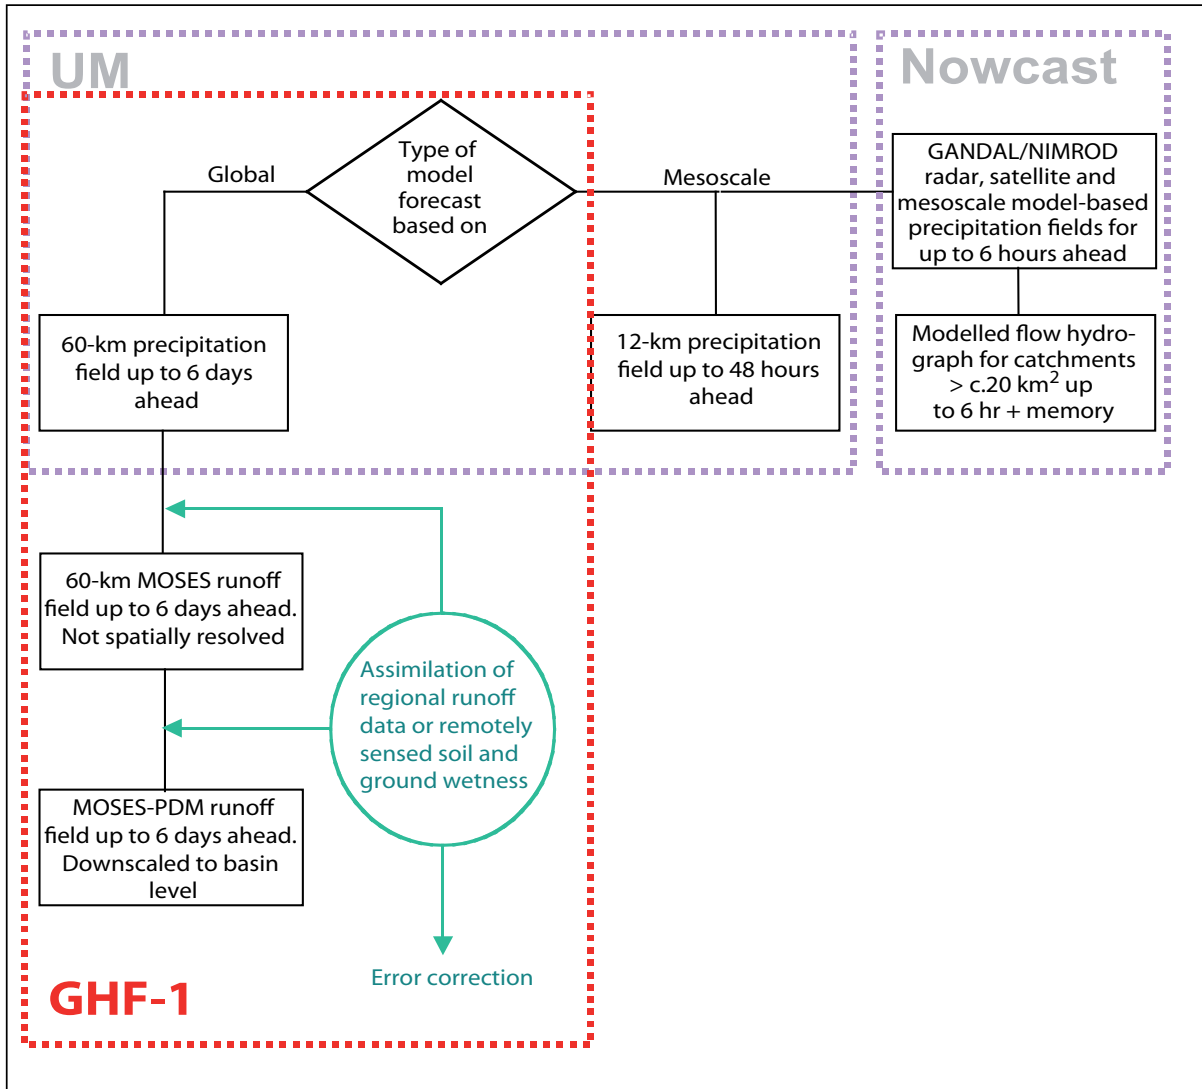 UM
Nowcast
Type of
model
forecast
based on
Global
Mesoscale
GANDAL/NIMROD
radar, satellite and
mesoscale model-based
precipitation fields for
up to 6 hours ahead
60-km precipitation
field up to 6 days
ahead
12-km precipitation
field up to 48 hours
ahead
Modelled flow hydro-
graph for catchments
> c.20 km² up
to 6 hr + memory
60-km MOSES runoff
field up to 6 days ahead.
Not spatially resolved
Assimilation of
regional runoff
data or remotely
sensed soil and
ground wetness
MOSES-PDM runoff
field up to 6 days ahead.
Downscaled to basin
level
Error correction
GHF-1